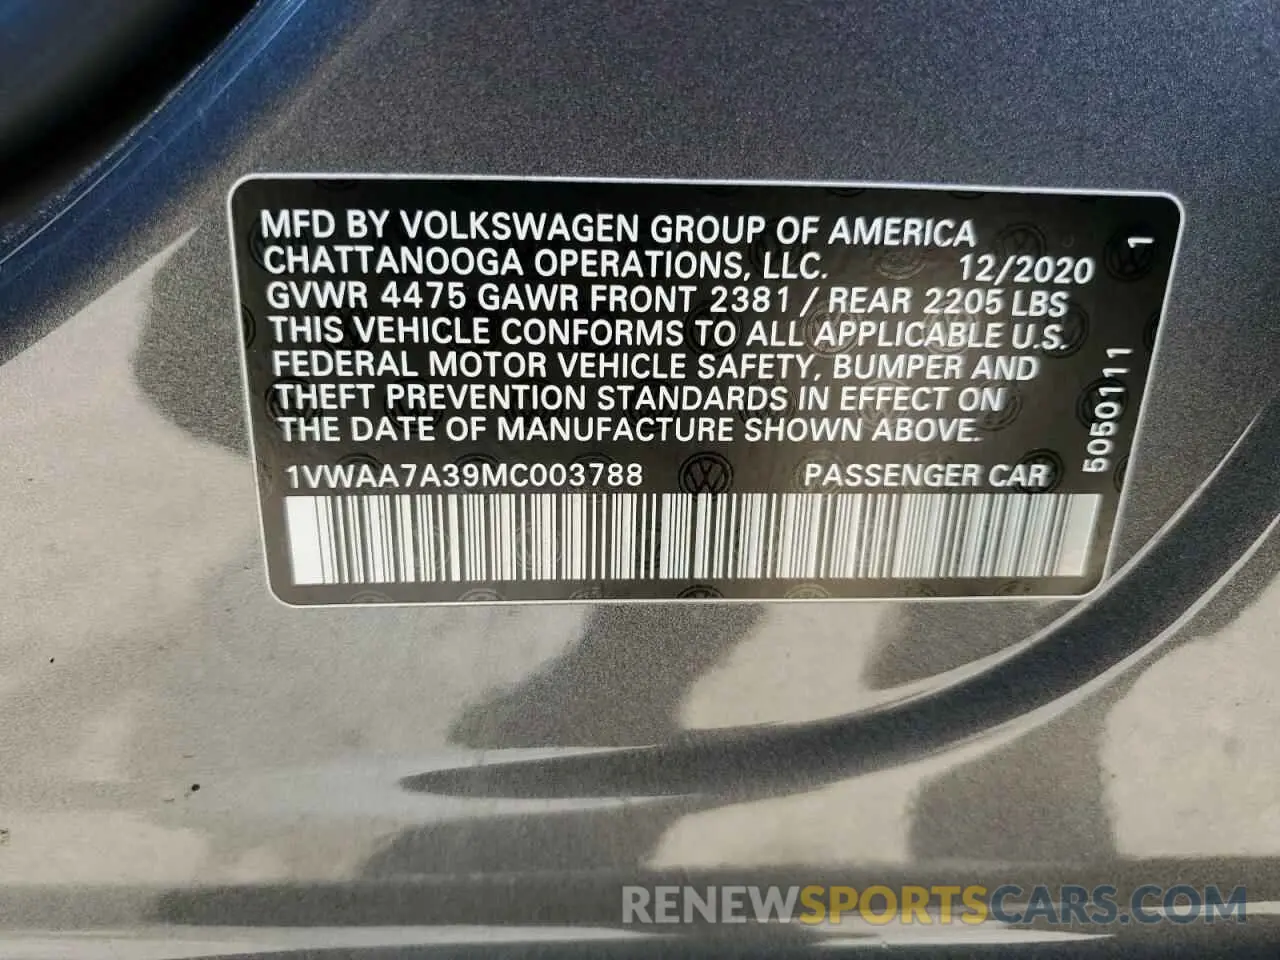 MFD BY VOLKSWAGEN GROUP OF AMERICA
CHATTANOOGA OPERATIONS, LLC. 12/2020
GVWR 4475 GAWR FRONT 2381 / REAR 2205 LBS
THIS VEHICLE CONFORMS TO ALL APPLICABLE U.S.
FEDERAL MOTOR VEHICLE SAFETY, BUMPER AND
THEFT PREVENTION STANDARDS IN EFFECT ON
THE DATE OF MANUFACTURE SHOWN ABOVE.
1VWAA7A39MC003788 PASSENGER CAR
5050111 1
RENEWSPORTSCARS.COM